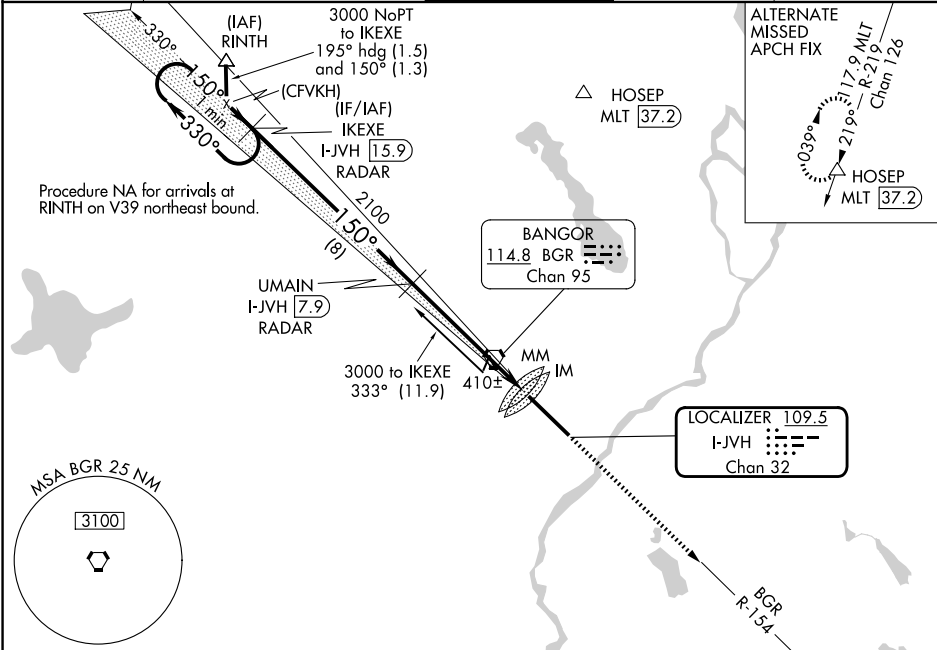 330°
(IAF)
RINTH
3000 NoPT
to IKEXE
195° hdg (1.5)
and 150° (1.3)
150°
1 min
330°
(CFVKH)
(IF/IAF)
IKEXE
I-JVH 15.9
RADAR
Procedure NA for arrivals at
RINTH on V39 northeast bound.
HOSEP
MLT 37.2
ALTERNATE
MISSED
APCH FIX
117.9 MLT
R-219
Chan 126
039°
219°
HOSEP
MLT 37.2
2100
150°
(8)
BANGOR
114.8 BGR
Chan 95
UMAIN
I-JVH 7.9
RADAR
3000 to IKEXE
333° (11.9)
410±
MM
IM
LOCALIZER 109.5
I-JVH
Chan 32
MSA BGR 25 NM
3100
BGR
R-154